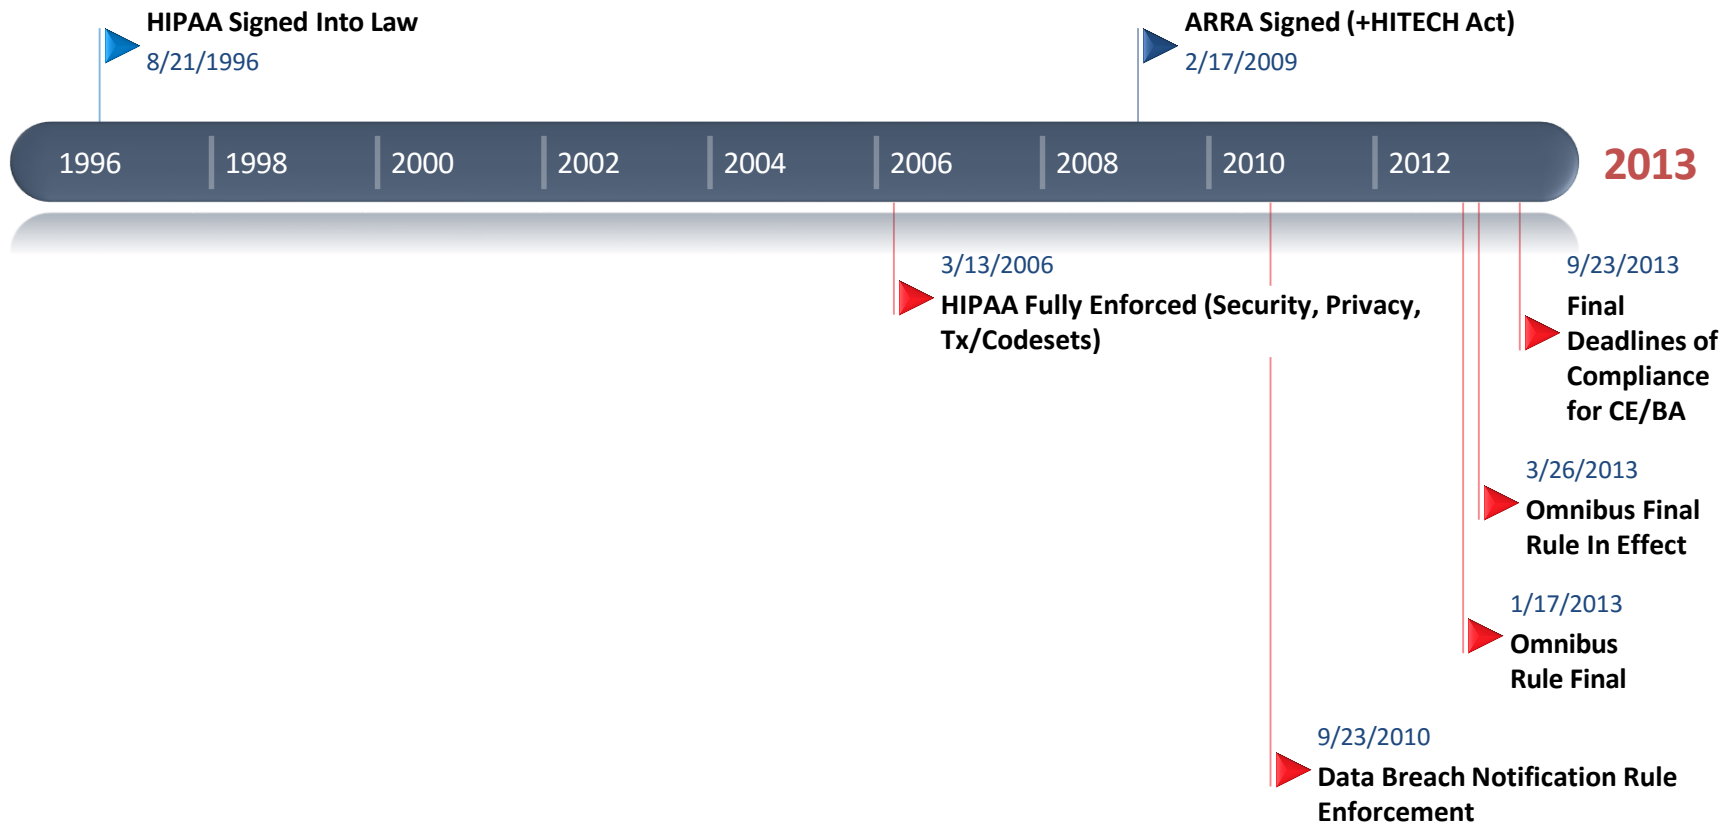 HIPAA Signed Into Law
8/21/1996
ARRA Signed (+HITECH Act)
2/17/2009
1996 1998 2000 2002 2004 2006 2008 2010 2012 2013
3/13/2006
HIPAA Fully Enforced (Security, Privacy,
Tx/Codesets)
9/23/2013
Final
Deadlines of
Compliance
for CE/BA
3/26/2013
Omnibus Final
Rule In Effect
1/17/2013
Omnibus
Rule Final
9/23/2010
Data Breach Notification Rule
Enforcement